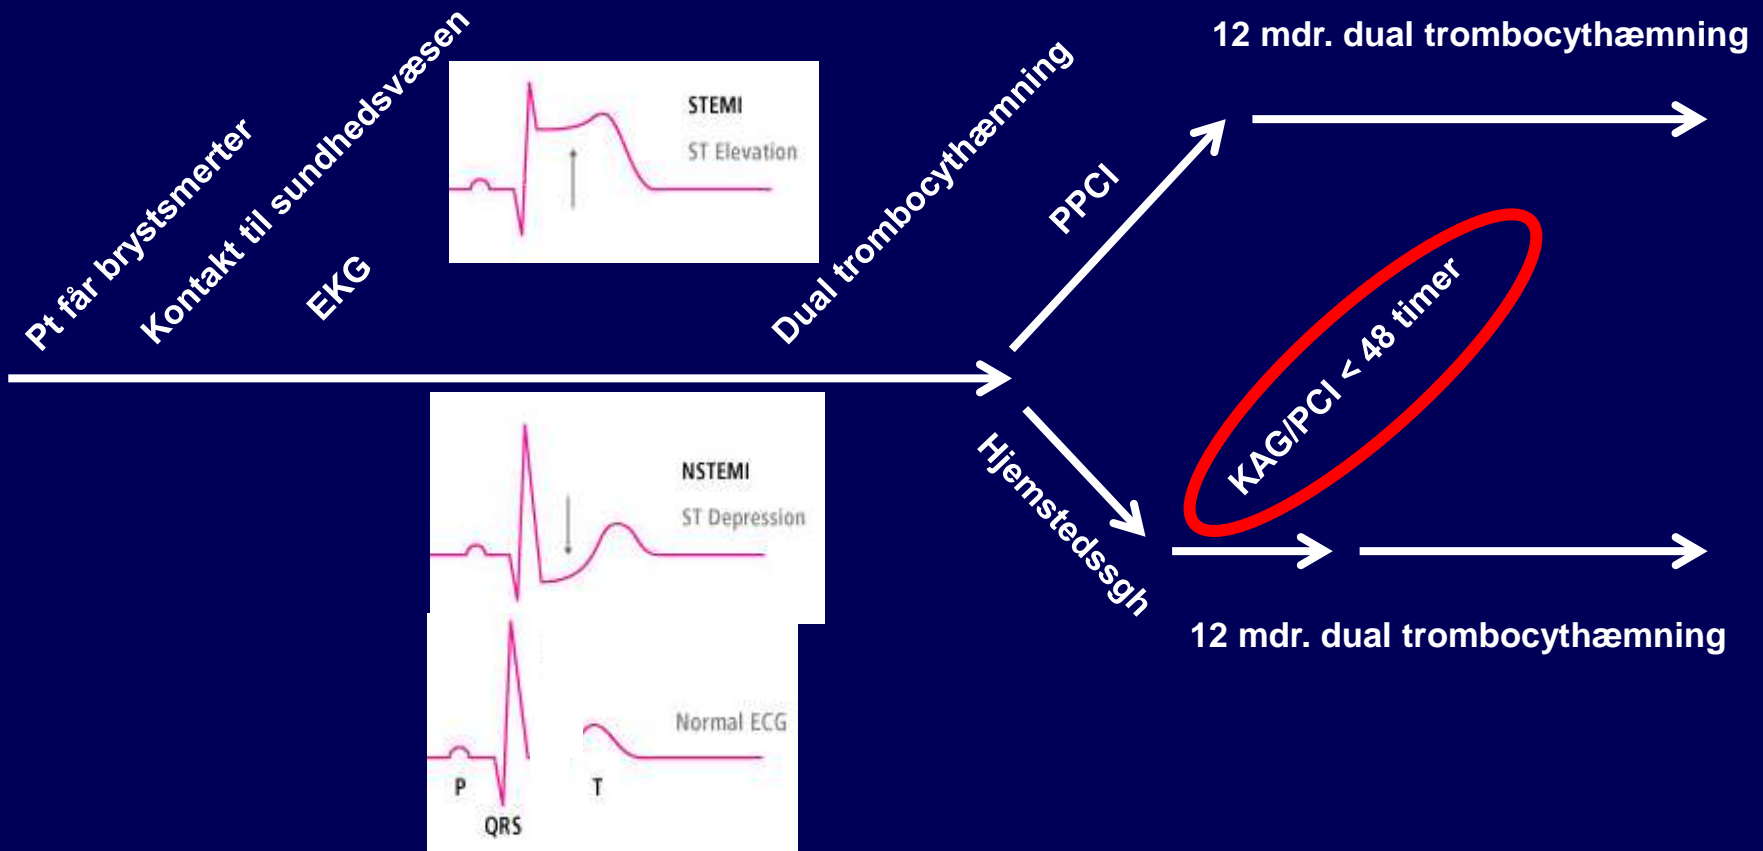 Pt får brystsmerter
Kontakt til sundhedsvæsen
EKG
STEMI
ST Elevation
NSTEMI
ST Depression
Normal ECG
P
QRS
T
Dual trombocythæmning
PPCI
12 mdr. dual trombocythæmning
Hjemstedssgh
KAG/PCI < 48 timer
12 mdr. dual trombocythæmning